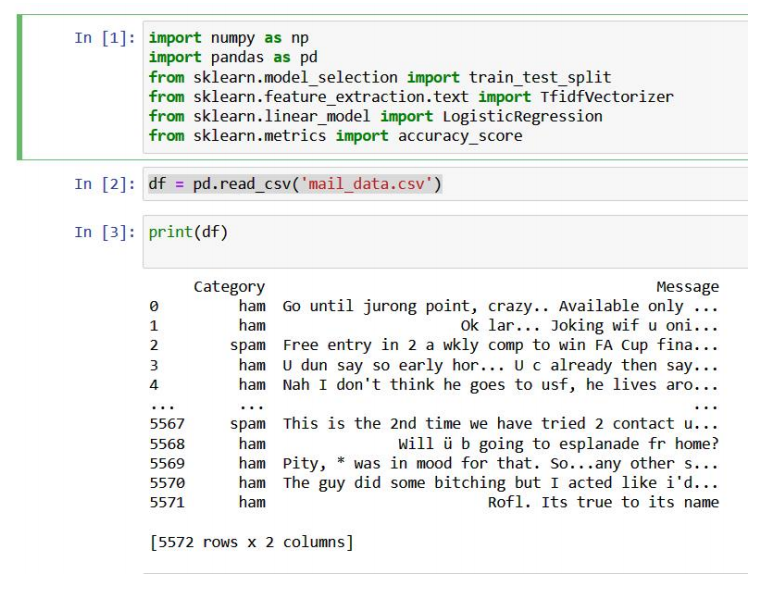 In [1]: import numpy as np
import pandas as pd
from sklearn.model_selection import train_test_split
from sklearn.feature_extraction.text import TfidfVectorizer
from sklearn.linear_model import LogisticRegression
from sklearn.metrics import accuracy_score
In [2]: df = pd.read_csv('mail_data.csv')
In [3]: print(df)
Category Message
0 ham Go until jurong point, crazy.. Available only ...
1 ham Ok lar... Joking wif u oni...
2 spam Free entry in 2 a wkly comp to win FA Cup fina...
3 ham U dun say so early hor... U c already then say...
4 ham Nah I don't think he goes to usf, he lives aro...
... ... ...
5567 spam This is the 2nd time we have tried 2 contact u...
5568 ham Will ü b going to esplanade fr home?
5569 ham Pity, * was in mood for that. So...any other s...
5570 ham The guy did some bitching but I acted like i'd...
5571 ham Rofl. Its true to its name
[5572 rows x 2 columns]